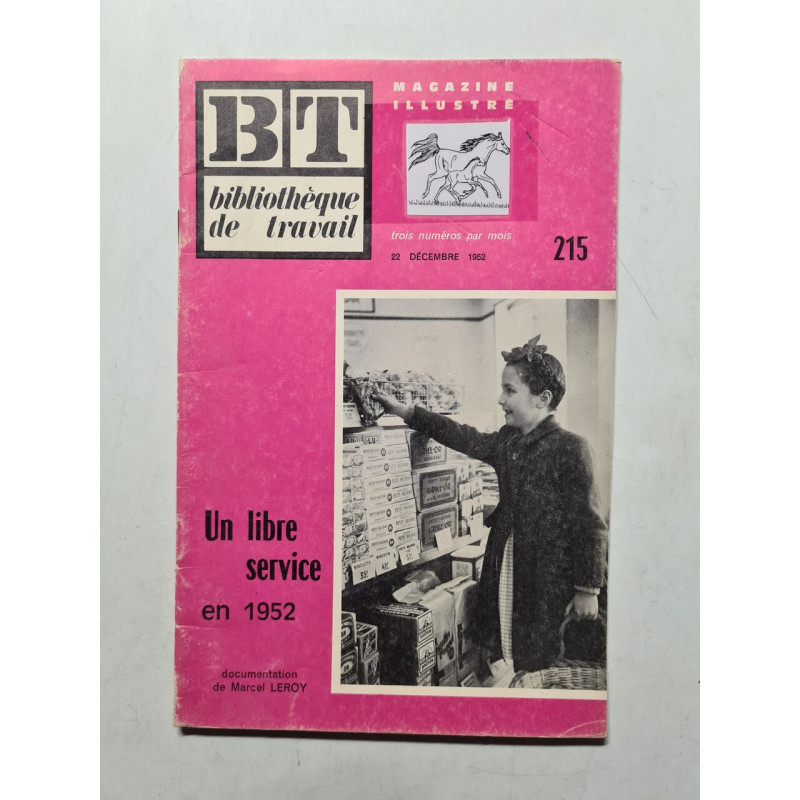 BT
bibliothèque
de travail
MAGAZINE
ILLUSTRÉ
trois numéros par mois
22 DÉCEMBRE 1952
215
Un libre
service
en 1952
documentation
de Marcel LEROY
LU